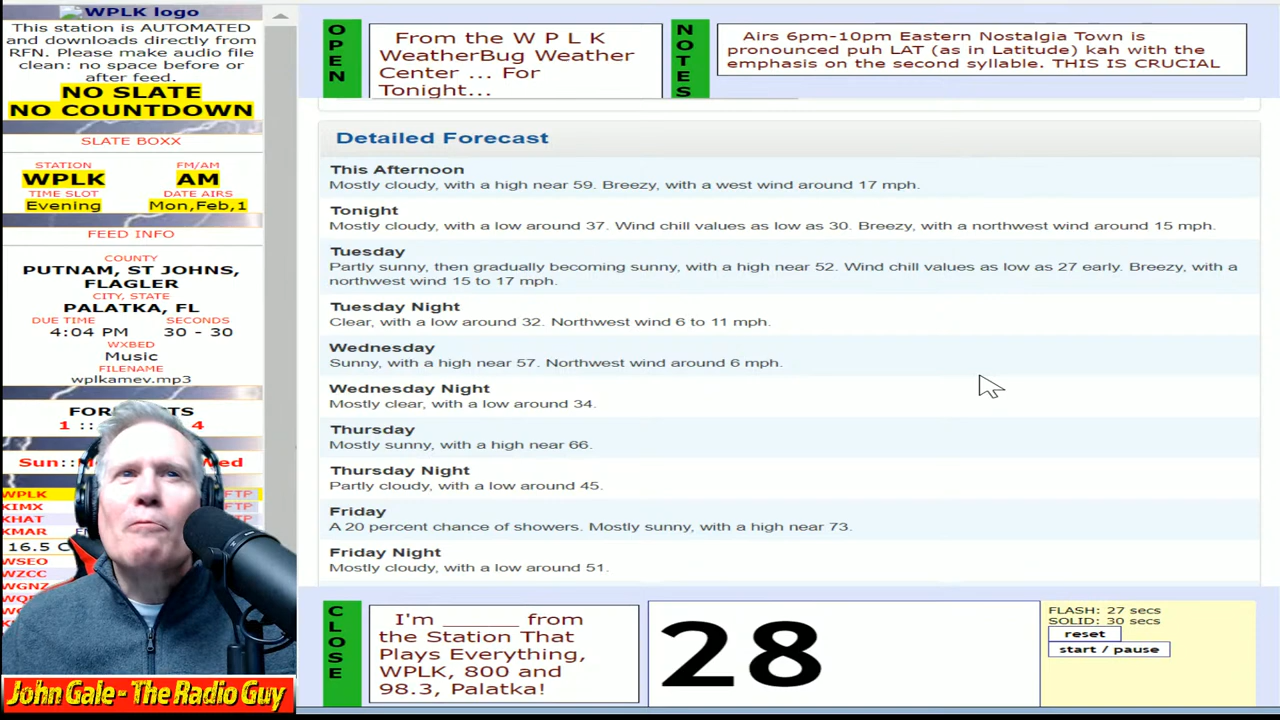 WPLK logo
This station is AUTOMATED
and downloads directly from
RFN. Please make audio file
clean: no space before or
after feed.
NO SLATE
NO COUNTDOWN
SLATE BOXX
STATION
FM/AM
WPLK
AM
TIME SLOT
DATE AIRS
Evening
Mon,Feb,1
FEED INFO
COUNTY
PUTNAM, ST JOHNS,
FLAGLER
CITY, STATE
PALATKA, FL
DUE TIME
SECONDS
4:04 PM
30 - 30
WXBED
Music
FILENAME
wplkamev.mp3
1 ::
4
Sun::
Wed
WPLK
FTP
KIMX
FTP
KHAT
FTP
KMAR
16.5
WSEO
WZCC
WGNZ
John Gale - The Radio Guy
OPEN
From the W P L K
WeatherBug Weather
Center ... For
Tonight...
NOTES
Airs 6pm-10pm Eastern Nostalgia Town is
pronounced puh LAT (as in Latitude) kah with the
emphasis on the second syllable. THIS IS CRUCIAL
Detailed Forecast
This Afternoon
Mostly cloudy, with a high near 59. Breezy, with a west wind around 17 mph.
Tonight
Mostly cloudy, with a low around 37. Wind chill values as low as 30. Breezy, with a northwest wind around 15 mph.
Tuesday
Partly sunny, then gradually becoming sunny, with a high near 52. Wind chill values as low as 27 early. Breezy, with a
northwest wind 15 to 17 mph.
Tuesday Night
Clear, with a low around 32. Northwest wind 6 to 11 mph.
Wednesday
Sunny, with a high near 57. Northwest wind around 6 mph.
Wednesday Night
Mostly clear, with a low around 34.
Thursday
Mostly sunny, with a high near 66.
Thursday Night
Partly cloudy, with a low around 45.
Friday
A 20 percent chance of showers. Mostly sunny, with a high near 73.
Friday Night
Mostly cloudy, with a low around 51.
CLOSE
I'm ______ from
the Station That
Plays Everything,
WPLK, 800 and
98.3, Palatka!
28
FLASH: 27 secs
SOLID: 30 secs
reset
start / pause